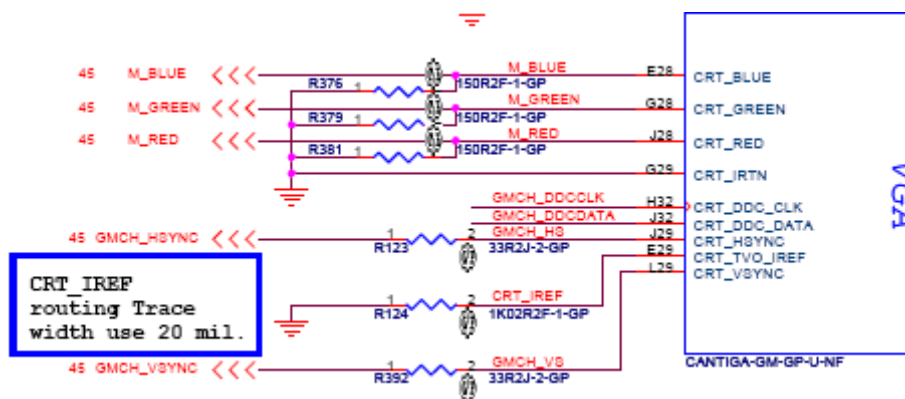 45 M_BLUE M_BLUE E28 CRT_BLUE
R376 1 150R2F-1-GP
45 M_GREEN M_GREEN G28 CRT_GREEN
R379 1 150R2F-1-GP
45 M_RED M_RED J28 CRT_RED
R381 1 150R2F-1-GP
G29 CRT_IRTN
VGA
GMCH_DDCCLK H32 CRT_DDC_CLK
GMCH_DDCDATA J32 CRT_DDC_DATA
45 GMCH_HSYNC 1 2 GMCH_HS J29 CRT_HSYNC
R123 33R2J-2-GP
E29 CRT_TVO_IREF
L29 CRT_VSYNC
CRT_IREF
routing Trace
width use 20 mil.
1 2 CRT_IREF
R124 1K02R2F-1-GP
45 GMCH_VSYNC 1 2 GMCH_VS
R392 33R2J-2-GP
CANTIGA-GM-GP-U-NF